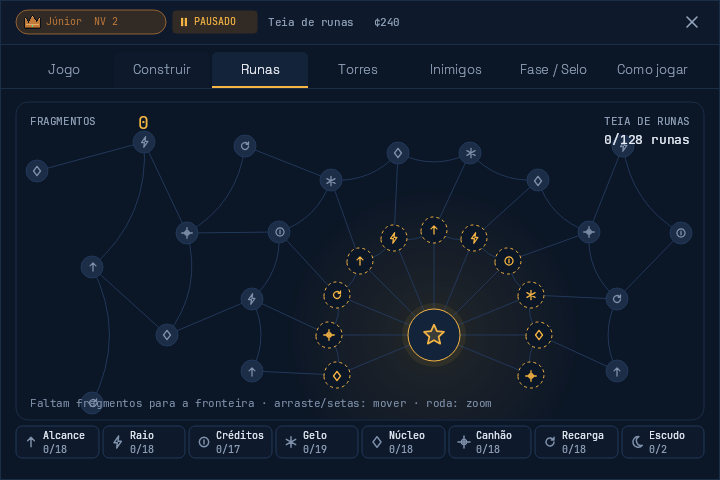 Júnior NV 2
PAUSADO
Teia de runas $240
Jogo Construir Runas Torres Inimigos Fase / Selo Como jogar
FRAGMENTOS 0
TEIA DE RUNAS
0/128 runas
Faltam fragmentos para a fronteira · arraste/setas: mover · roda: zoom
Alcance Raio Créditos Gelo Núcleo Canhão Recarga Escudo
0/18 0/18 0/17 0/19 0/18 0/18 0/18 0/2